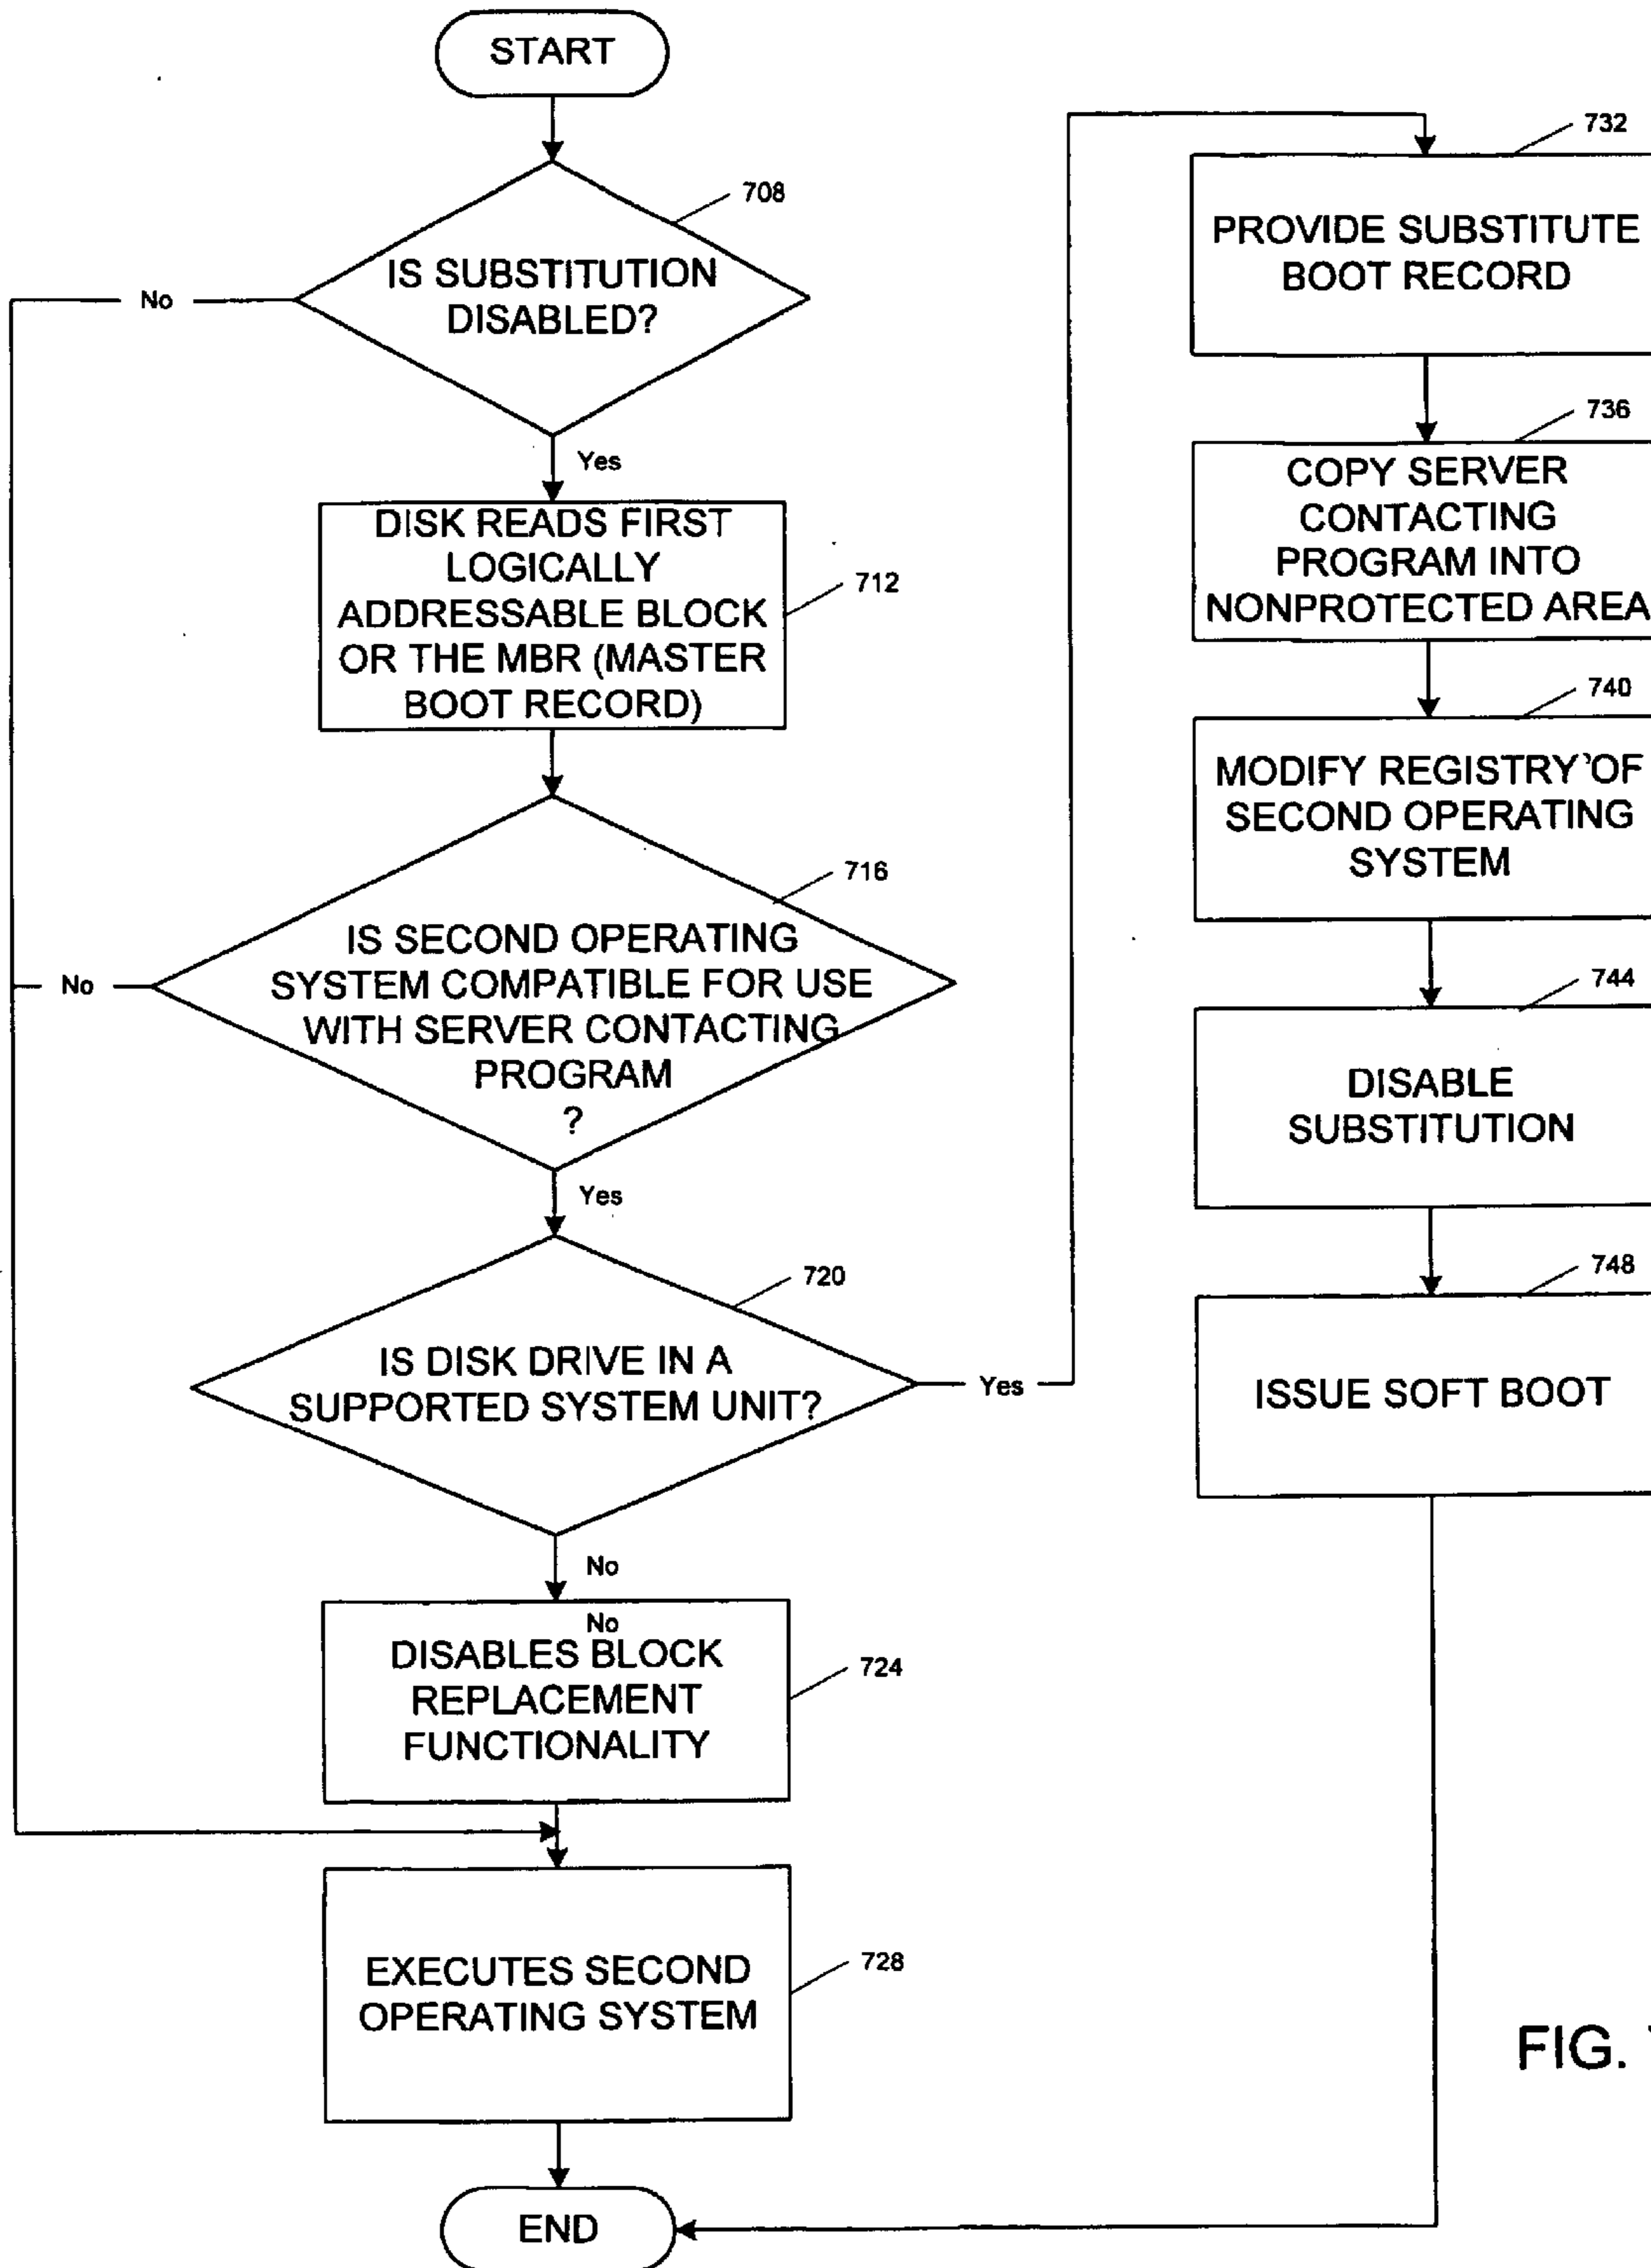 START
708
IS SUBSTITUTION
DISABLED?
No
Yes
DISK READS FIRST
LOGICALLY
ADDRESSABLE BLOCK
OR THE MBR (MASTER
BOOT RECORD)
712
716
IS SECOND OPERATING
SYSTEM COMPATIBLE FOR USE
WITH SERVER CONTACTING
PROGRAM
?
No
Yes
720
IS DISK DRIVE IN A
SUPPORTED SYSTEM UNIT?
Yes
No
No
DISABLES BLOCK
REPLACEMENT
FUNCTIONALITY
724
EXECUTES SECOND
OPERATING SYSTEM
728
END
732
PROVIDE SUBSTITUTE
BOOT RECORD
736
COPY SERVER
CONTACTING
PROGRAM INTO
NONPROTECTED AREA
740
MODIFY REGISTRY OF
SECOND OPERATING
SYSTEM
744
DISABLE
SUBSTITUTION
748
ISSUE SOFT BOOT
FIG.